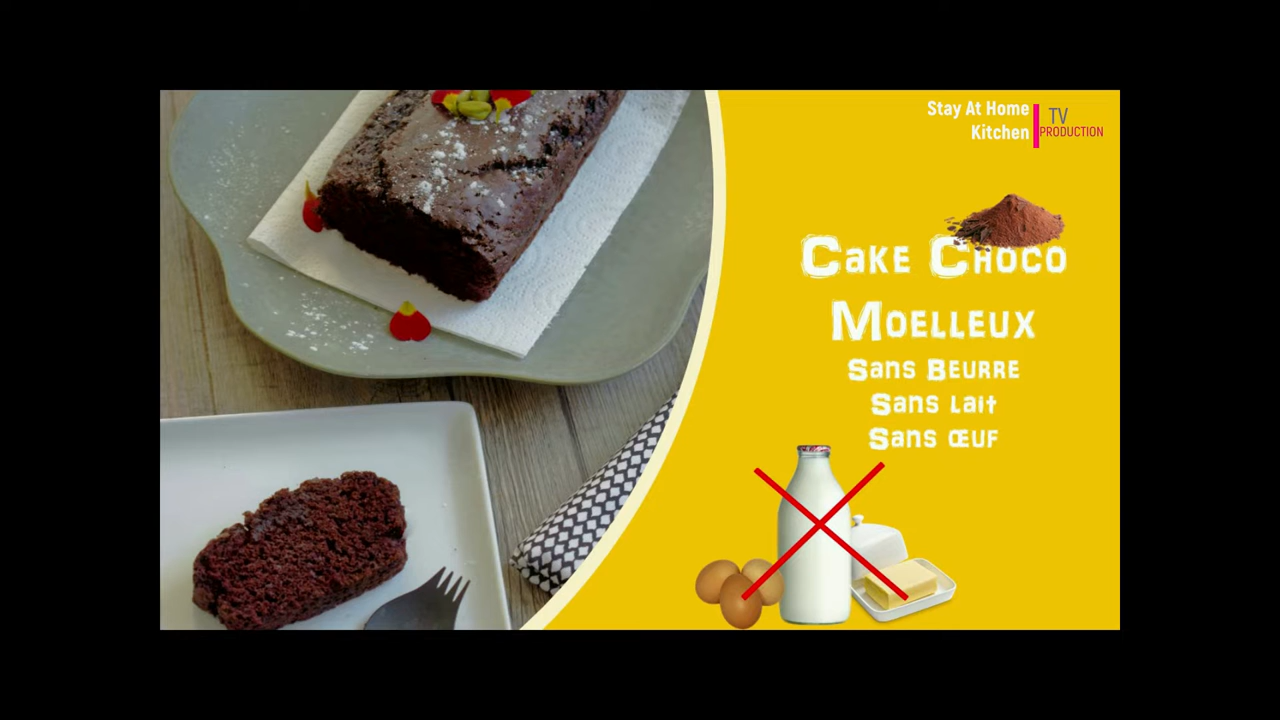 Stay At Home
Kitchen
TV
PRODUCTION
Cake Choco
Moelleux
Sans Beurre
Sans Lait
Sans œuf